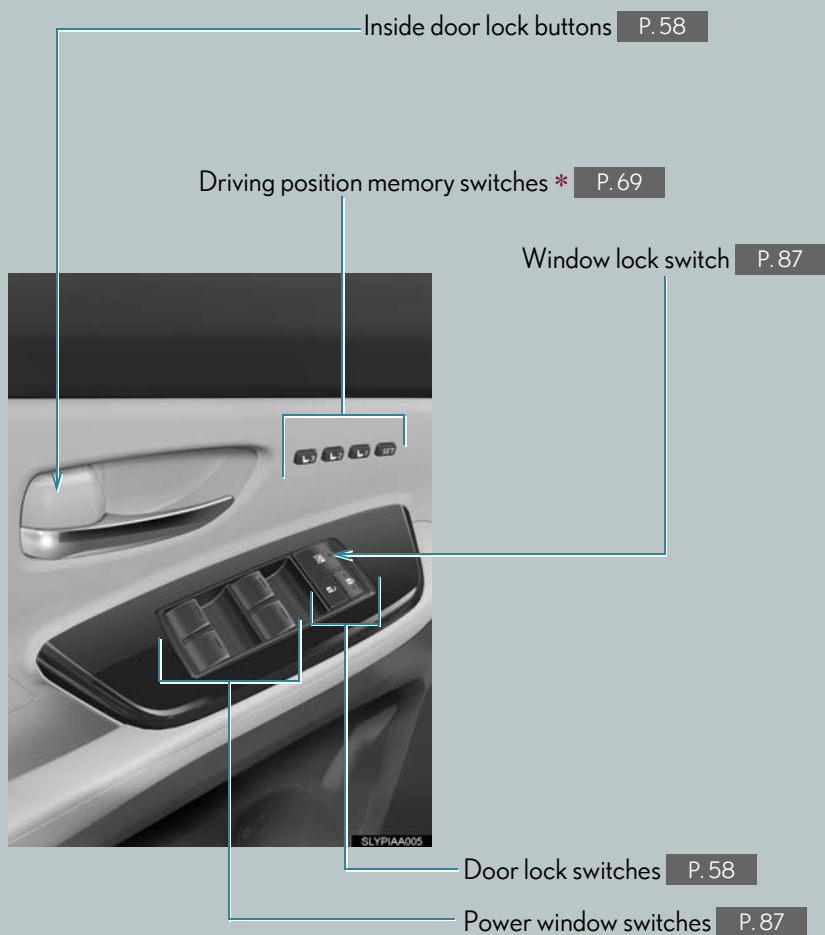 Inside door lock buttons P. 58
Driving position memory switches * P. 69
Window lock switch P. 87
SET
SLYPIAA005
Door lock switches P. 58
Power window switches P. 87